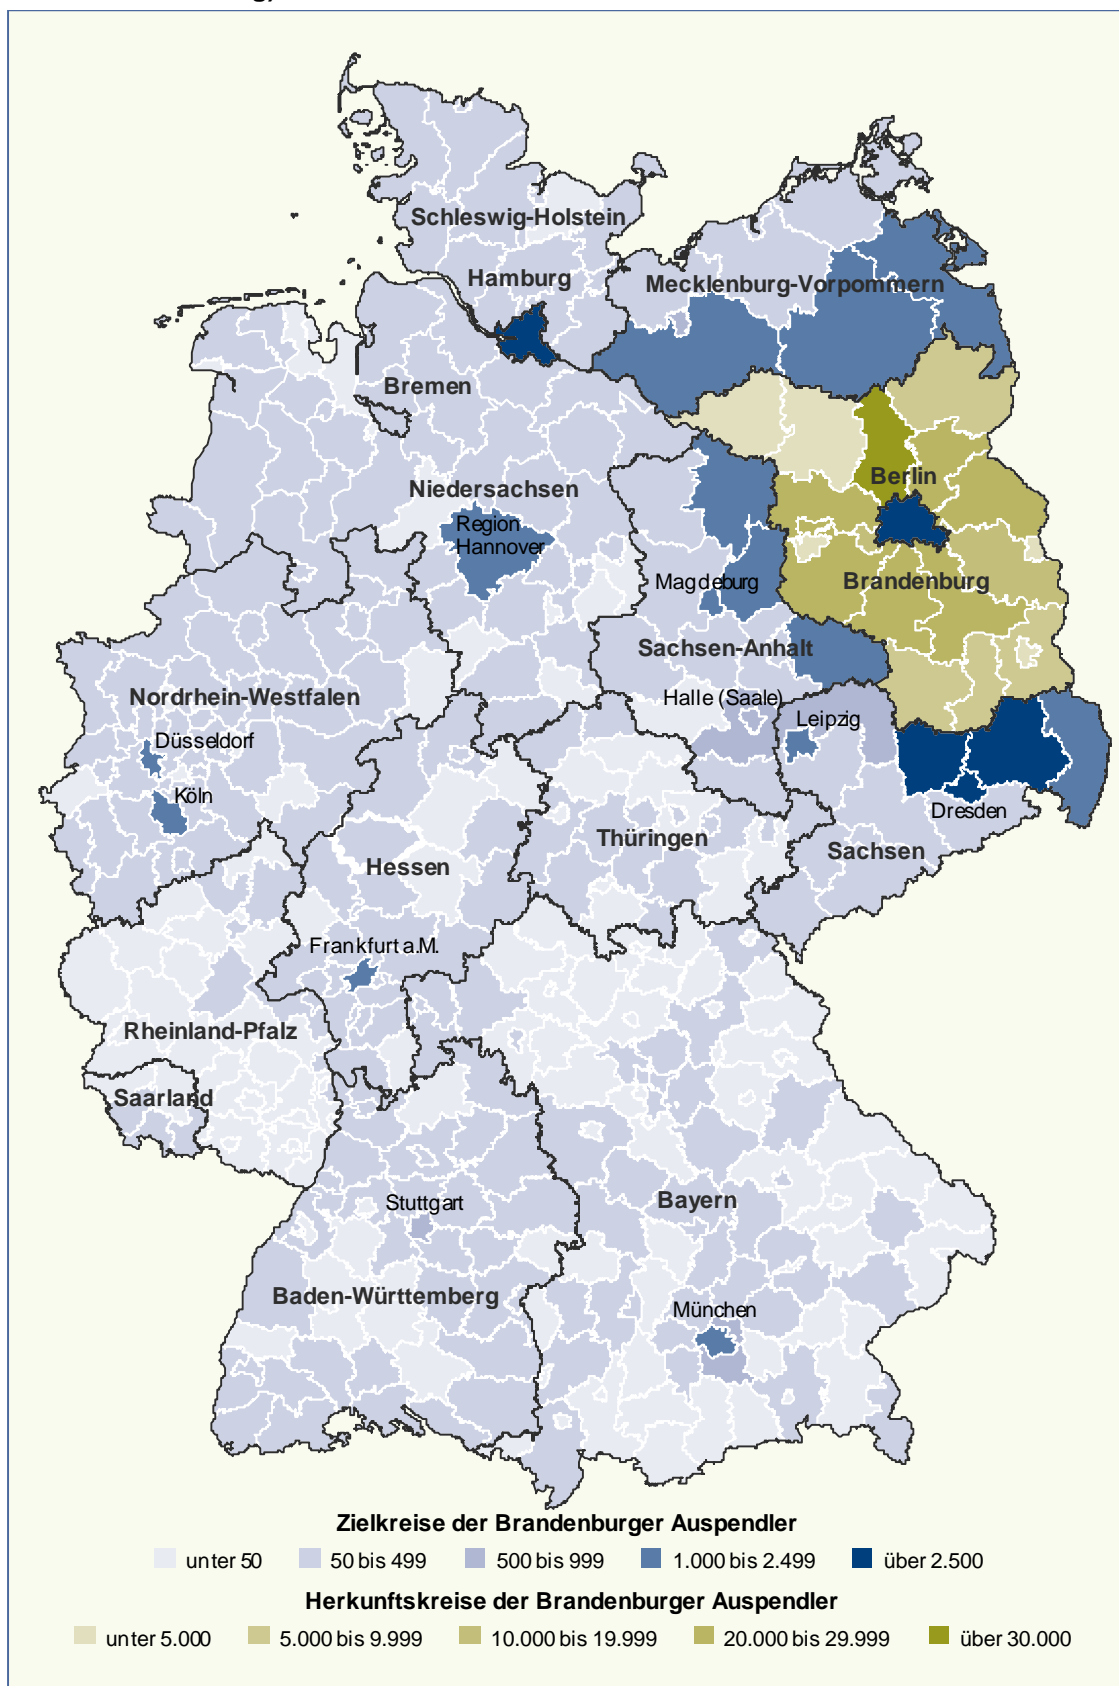 Schleswig-Holstein
Hamburg
Mecklenburg-Vorpommern
Bremen
Berlin
Niedersachsen
Region
Hannover
Magdeburg
Brandenburg
Sachsen-Anhalt
Nordrhein-Westfalen
Halle (Saale)
Leipzig
Düsseldorf
Köln
Dresden
Thüringen
Sachsen
Hessen
Frankfurt a.M.
Rheinland-Pfalz
Saarland
Stuttgart
Bayern
Baden-Württemberg
München
Zielkreise der Brandenburger Auspendler
unter 50 50 bis 499 500 bis 999 1.000 bis 2.499 über 2.500
Herkunftskreise der Brandenburger Auspendler
unter 5.000 5.000 bis 9.999 10.000 bis 19.999 20.000 bis 29.999 über 30.000